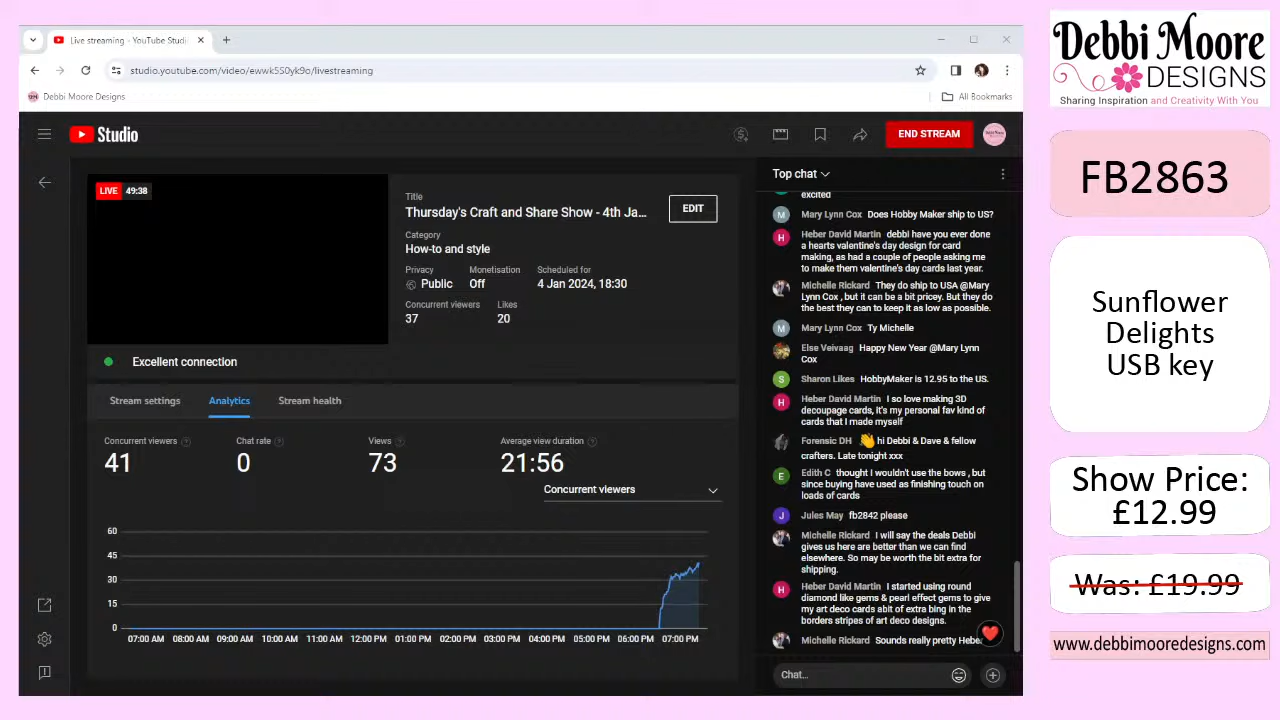 Live streaming - YouTube Studi
studio.youtube.com/video/ewwk5S0yk9o/livestreaming
Debbi Moore Designs
All Bookmarks
Studio
END STREAM
LIVE 49:38
Title
Thursday's Craft and Share Show - 4th Ja...
EDIT
Category
How-to and style
Privacy Monetisation Scheduled for
Public Off 4 Jan 2024, 18:30
Concurrent viewers Likes
37 20
Excellent connection
Stream settings Analytics Stream health
Concurrent viewers Chat rate Views Average view duration
41 0 73 21:56
Concurrent viewers
60
45
30
15
0
07:00 AM 08:00 AM 09:00 AM 10:00 AM 11:00 AM 12:00 PM 01:00 PM 02:00 PM 03:00 PM 04:00 PM 05:00 PM 06:00 PM 07:00 PM
Top chat
excited
M Mary Lynn Cox Does Hobby Maker ship to US?
H Heber David Martin debbi have you ever done
a hearts valentine's day design for card
making, as had a couple of people asking me
to make them valentine's day cards last year.
Michelle Rickard They do ship to USA @Mary
Lynn Cox , but it can be a bit pricey. But they do
the best they can to keep it as low as possible.
M Mary Lynn Cox Ty Michelle
Else Veivaag Happy New Year @Mary Lynn
Cox
S Sharon Likes HobbyMaker is 12.95 to the US.
H Heber David Martin I so love making 3D
decoupage cards, it's my personal fav kind of
cards that I made myself
Forensic DH 👋 hi Debbi & Dave & fellow
crafters. Late tonight xxx
E Edith C thought I wouldn't use the bows , but
since buying have used as finishing touch on
loads of cards
J Jules May fb2842 please
Michelle Rickard I will say the deals Debbi
gives us here are better than we can find
elsewhere. So may be worth the bit extra for
shipping.
H Heber David Martin I started using round
diamond like gems & pearl effect gems to give
my art deco cards abit of extra bing in the
borders stripes of art deco designs.
Michelle Rickard Sounds really pretty Heber
Chat...
Debbi Moore
DESIGNS
Sharing Inspiration and Creativity With You
FB2863
Sunflower
Delights
USB key
Show Price:
£12.99
Was: £19.99
www.debbimooredesigns.com